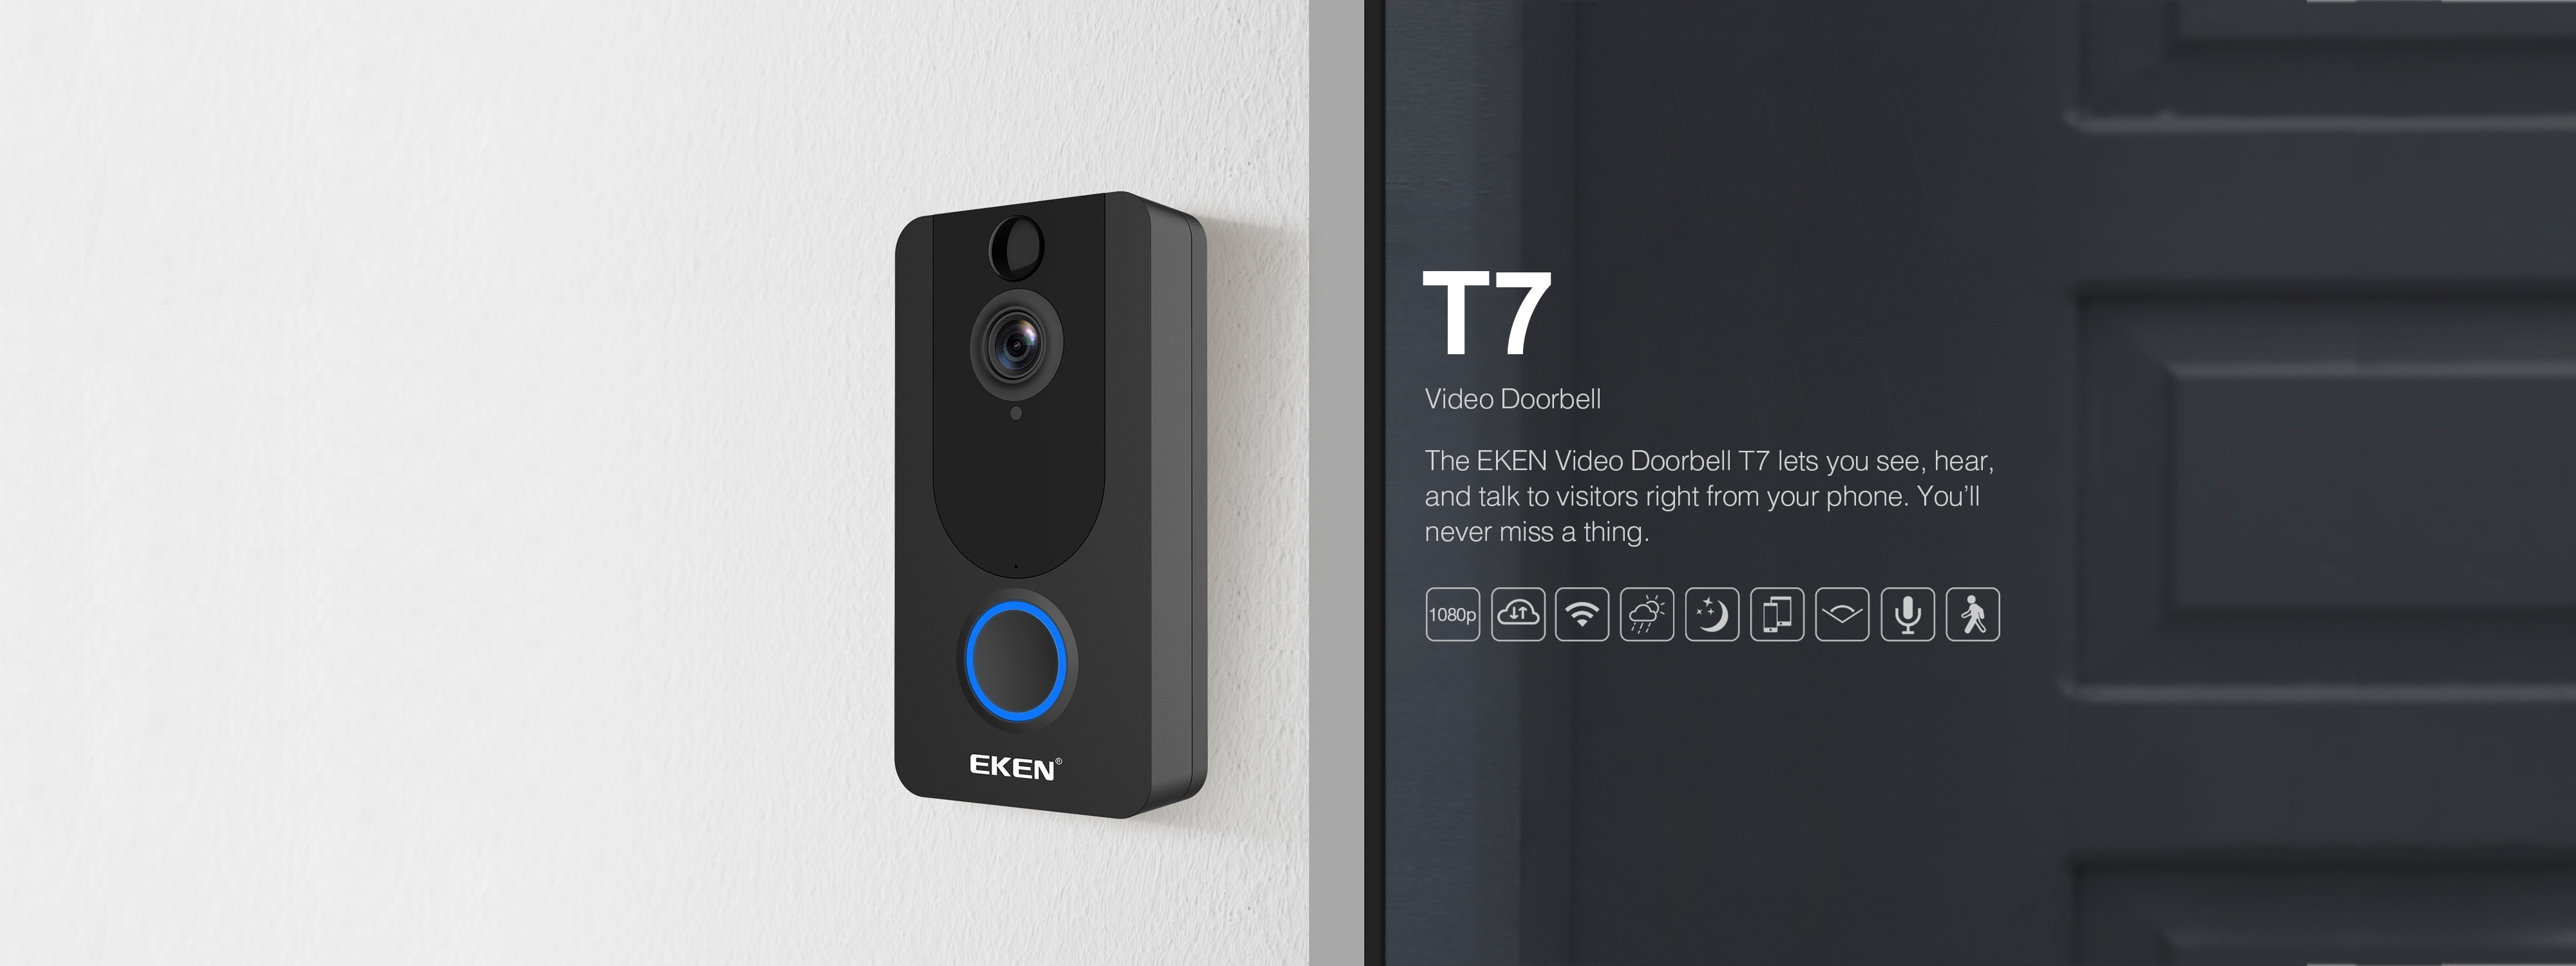 EKEN®
T7
Video Doorbell
The EKEN Video Doorbell T7 lets you see, hear,
and talk to visitors right from your phone. You’ll
never miss a thing.
1080p